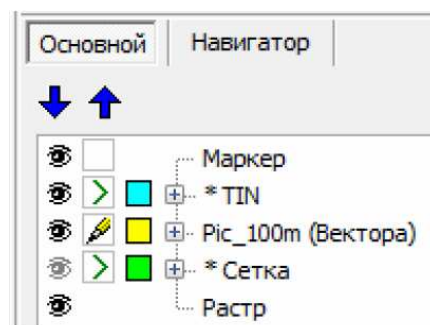 Основной Навигатор
Маркер
* TIN
Pic_100m (Вектора)
* Сетка
Растр